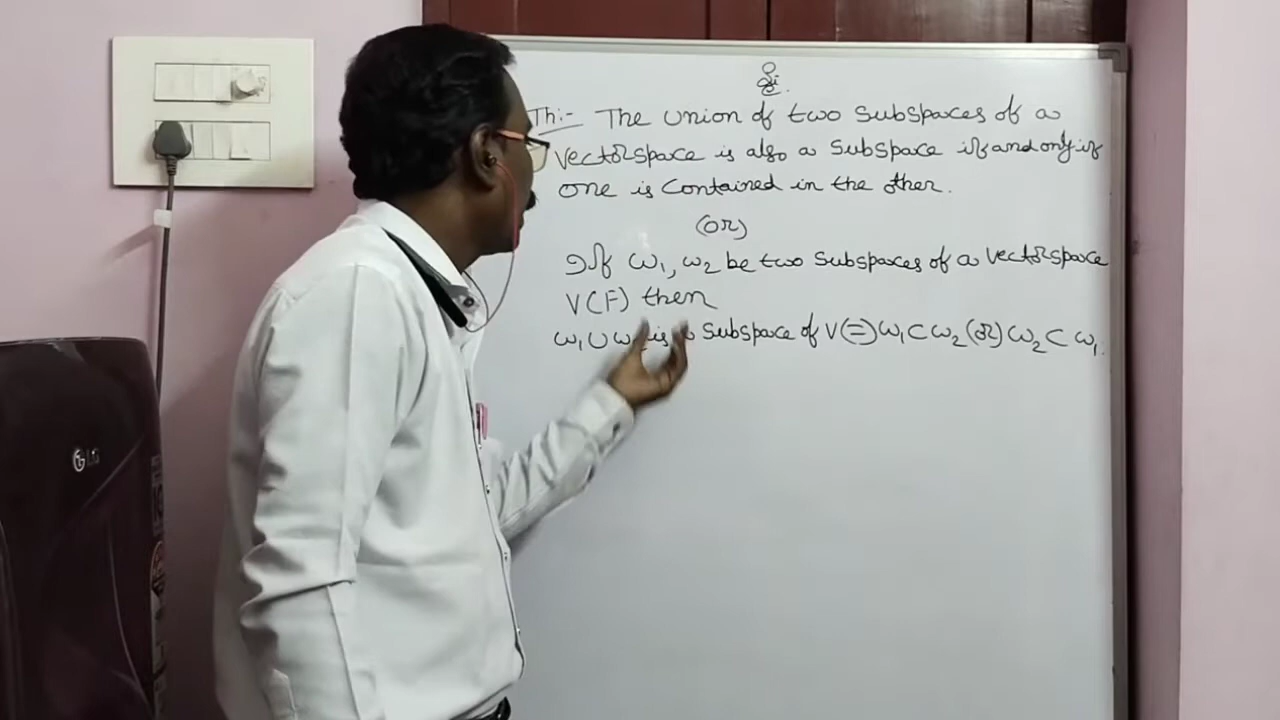 Th:- The union of two subspaces of a
vectorspace is also a subspace if and only if
one is contained in the other.
(or)
If ω₁, ω₂ be two subspaces of a vectorspace
V(F) then
ω₁ ∪ ω₂ is a subspace of V ⇔ ω₁ ⊂ ω₂ (or) ω₂ ⊂ ω₁.
LG